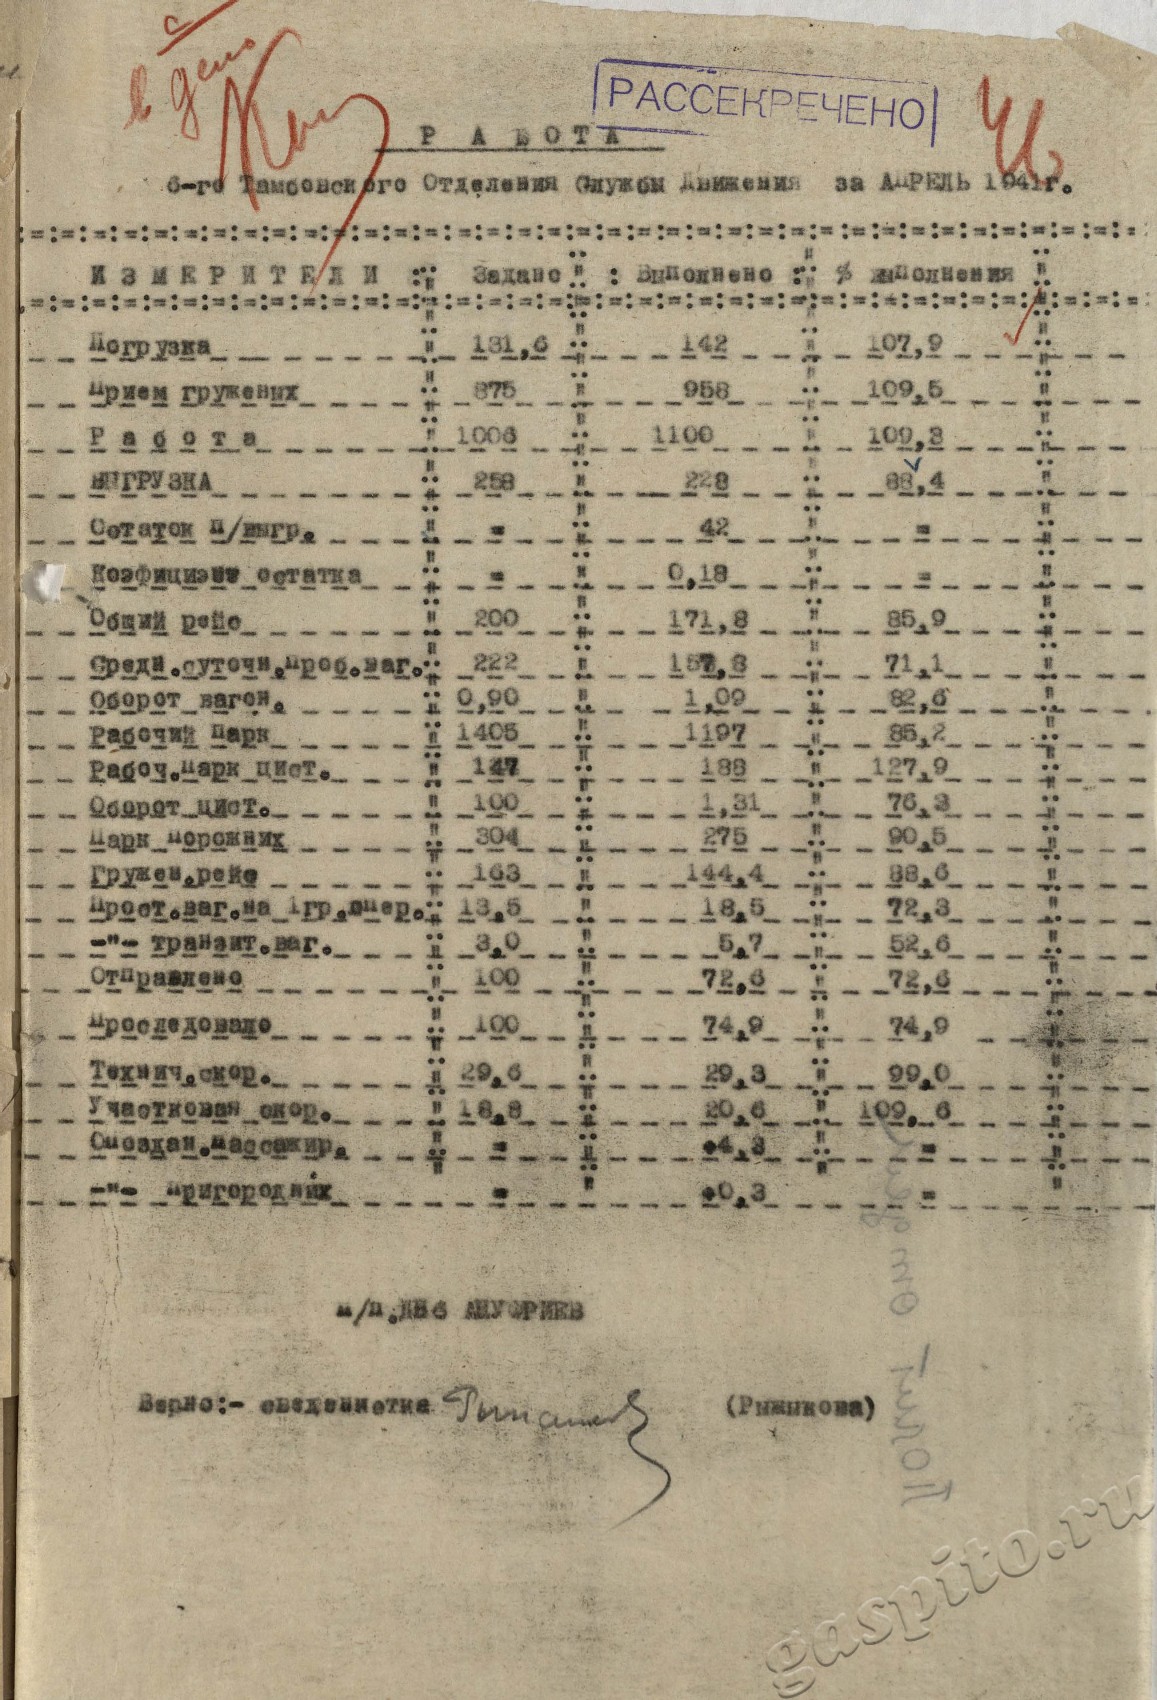 в дело
РАССЕКРЕЧЕНО
РАБОТА
6-го Тамбовского Отделения Службы Движения за АПРЕЛЬ 1941г.
ИЗМЕРИТЕЛИ : Задано : Выполнено : % выполнения
Погрузка 131,6 142 107,9
Прием груженых 875 958 109,5
Работа 1006 1100 109,3
ВЫГРУЗКА 258 228 88,4
Остаток п/выгр. = 42 =
Коэфициэнт остатка = 0,18 =
Общий рейс 200 171,8 85,9
Средн.суточн.проб.ваг. 222 157,8 71,1
Оборот вагон. 0,90 1,09 82,6
Рабочий парк 1405 1197 85,2
Рабоч.парк цист. 147 188 127,9
Оборот цист. 100 1,31 76,3
Парк порожних 304 275 90,5
Гружен.рейс 163 144,4 88,6
Прост.ваг.на 1гр.опер. 13,5 18,5 72,3
-"- транзит.ваг. 3,0 5,7 52,6
Отправлено 100 72,6 72,6
Проследовало 100 74,9 74,9
Технич.скор. 29,6 29,3 99,0
Участковая скор. 18,8 20,6 109,6
Опоздан.пассажир. = +4,3 =
-"- Пригородних = +0,3 =
п/п.ДН6 АНУФРИЕВ
Верно:- сведенистка (Рыжыкова)
Полит отдел
gaspito.ru